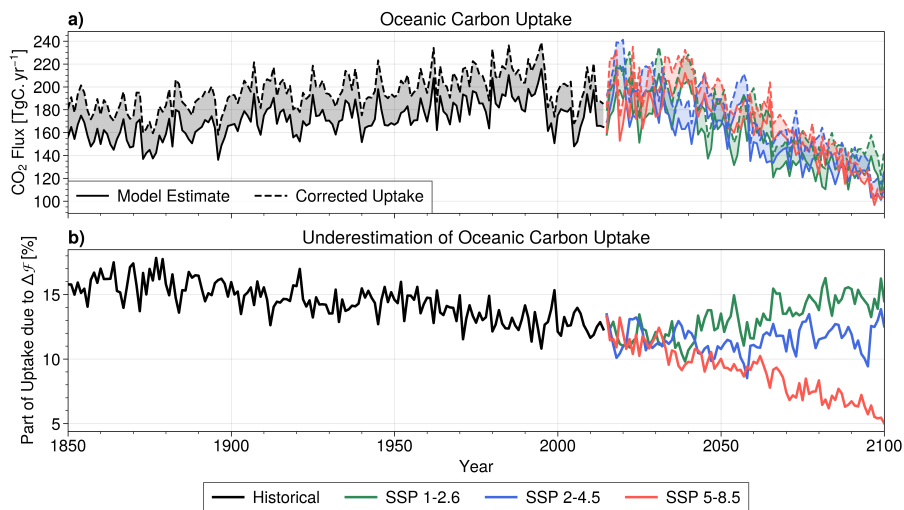 a) Oceanic Carbon Uptake
CO₂ Flux [TgC. yr⁻¹]
240
220
200
180
160
140
120
100
Model Estimate Corrected Uptake
b) Underestimation of Oceanic Carbon Uptake
Part of Uptake due to Δℱ [%]
15
10
5
1850 1900 1950 2000 2050 2100
Year
Historical SSP 1-2.6 SSP 2-4.5 SSP 5-8.5